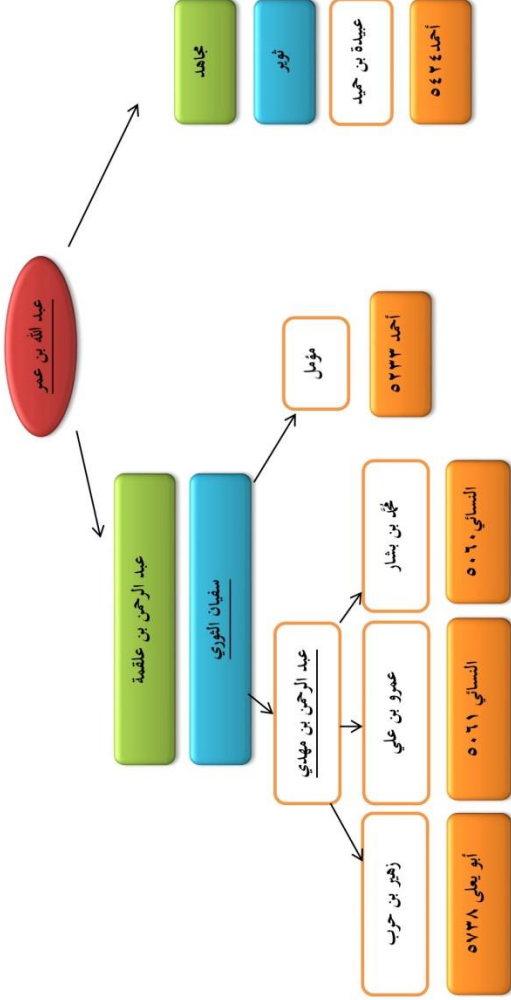 عبد الله بن عمر
مجاهد
ثوير
عبيدة بن حميد
أحمد ٥٤٢٤
عبد الرحمن بن علقمة
سفيان الثوري
مؤمل
أحمد ٥٢٣٣
عبد الرحمن بن مهدي
محمد بن بشار
النسائي ٥٠٦٠
عمرو بن علي
النسائي ٥٠٦١
زهير بن حرب
أبو يعلى ٥٧٣٨